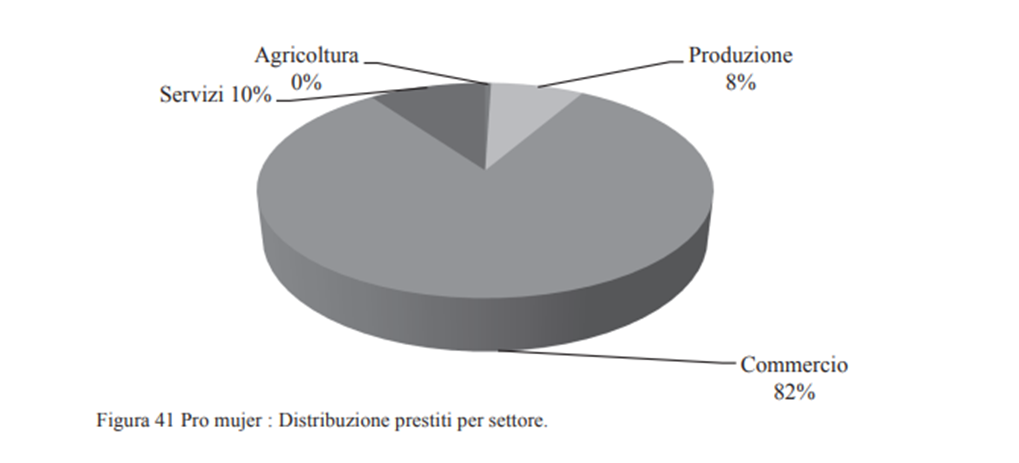 Agricoltura
0%
Servizi 10%
Produzione
8%
Commercio
82%
Figura 41 Pro mujer : Distribuzione prestiti per settore.